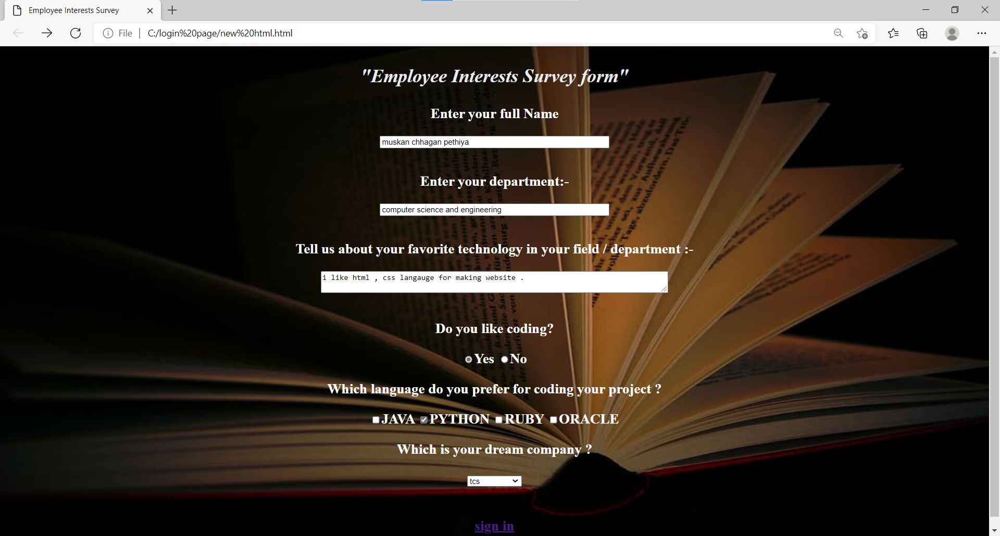 Employee Interests Survey
File
C:/login%20page/new%20html.html
"Employee Interests Survey form"
Enter your full Name
muskan chhagan pethiya
Enter your department:-
computer science and engineering
Tell us about your favorite technology in your field / department :-
i like html , css langauge for making website .
Do you like coding?
Yes No
Which language do you prefer for coding your project ?
JAVA PYTHON RUBY ORACLE
Which is your dream company ?
tcs
sign in